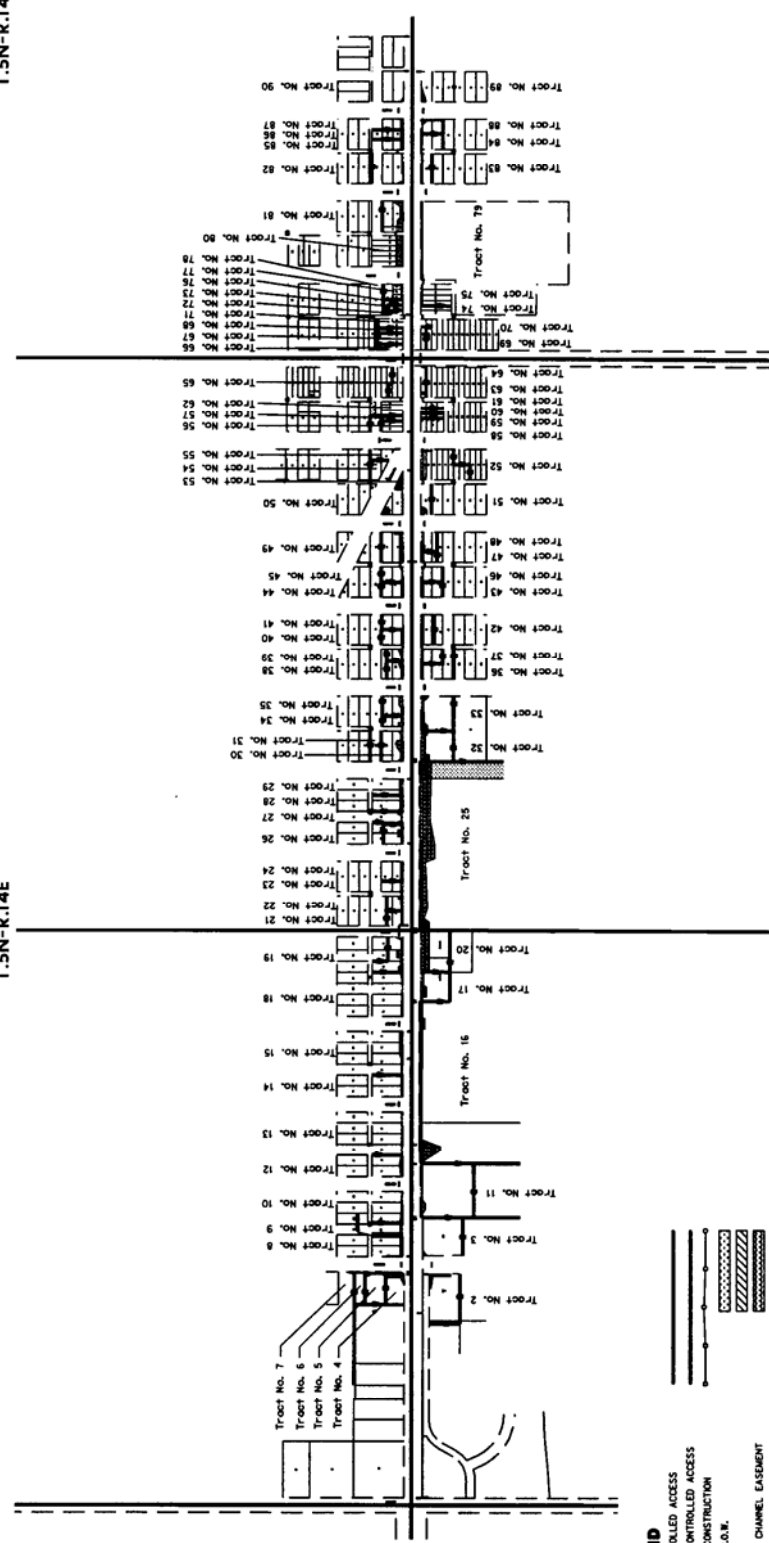 T.5N-R.14
Tract No. 90
Tract No. 89
Tract No. 87
Tract No. 86
Tract No. 85
Tract No. 88
Tract No. 84
Tract No. 82
Tract No. 83
Tract No. 81
Tract No. 80
Tract No. 79
Tract No. 78
Tract No. 77
Tract No. 76
Tract No. 73
Tract No. 72
Tract No. 71
Tract No. 68
Tract No. 67
Tract No. 66
Tract No. 75
Tract No. 74
Tract No. 70
Tract No. 69
Tract No. 65
Tract No. 64
Tract No. 63
Tract No. 62
Tract No. 57
Tract No. 56
Tract No. 61
Tract No. 60
Tract No. 59
Tract No. 58
Tract No. 55
Tract No. 54
Tract No. 53
Tract No. 52
Tract No. 50
Tract No. 51
Tract No. 49
Tract No. 48
Tract No. 47
Tract No. 45
Tract No. 44
Tract No. 46
Tract No. 43
Tract No. 41
Tract No. 40
Tract No. 42
Tract No. 39
Tract No. 38
Tract No. 37
Tract No. 36
Tract No. 35
Tract No. 34
Tract No. 33
Tract No. 31
Tract No. 30
Tract No. 32
Tract No. 29
Tract No. 28
Tract No. 27
Tract No. 26
Tract No. 25
Tract No. 24
Tract No. 23
Tract No. 22
Tract No. 21
T.5N-R.14E
Tract No. 19
Tract No. 20
Tract No. 18
Tract No. 17
Tract No. 16
Tract No. 15
Tract No. 14
Tract No. 13
Tract No. 12
Tract No. 11
Tract No. 10
Tract No. 9
Tract No. 8
Tract No. 3
Tract No. 2
Tract No. 7
Tract No. 6
Tract No. 5
Tract No. 4
ND
OLLED ACCESS
ONTROLLED ACCESS
ONSTRUCTION
.O.W.
CHANNEL EASEMENT